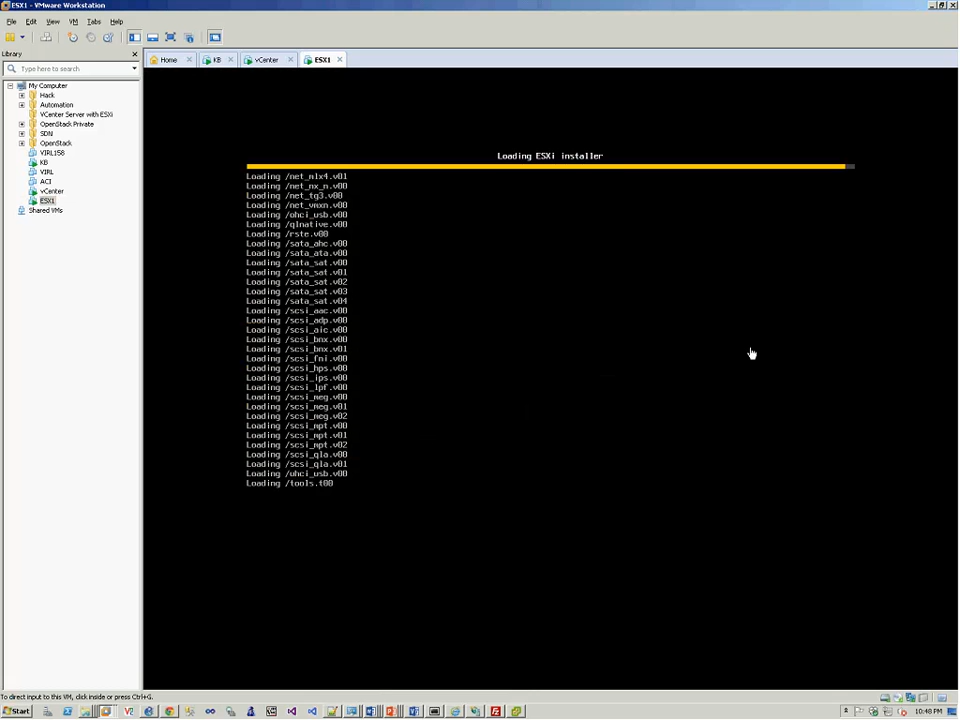 ESX1 - VMware Workstation
File Edit View VM Tabs Help
Library
Type here to search
My Computer
Hack
Automation
VCenter Server with ESXi
OpenStack Private
SDN
OpenStack
VIRL158
KB
VIRL
ACI
vCenter
ESX1
Shared VMs
Home KB vCenter ESX1
Loading ESXi installer
Loading /net_mlx4.v01
Loading /net_nx_n.v00
Loading /net_tg3.v00
Loading /net_vmxn.v00
Loading /ohci_usb.v00
Loading /qlnative.v00
Loading /rste.v00
Loading /sata_ahc.v00
Loading /sata_ata.v00
Loading /sata_sat.v00
Loading /sata_sat.v01
Loading /sata_sat.v02
Loading /sata_sat.v03
Loading /sata_sat.v04
Loading /scsi_aac.v00
Loading /scsi_adp.v00
Loading /scsi_aic.v00
Loading /scsi_bnx.v00
Loading /scsi_bnx.v01
Loading /scsi_fni.v00
Loading /scsi_hps.v00
Loading /scsi_ips.v00
Loading /scsi_lpf.v00
Loading /scsi_meg.v00
Loading /scsi_meg.v01
Loading /scsi_meg.v02
Loading /scsi_mpt.v00
Loading /scsi_mpt.v01
Loading /scsi_mpt.v02
Loading /scsi_qla.v00
Loading /scsi_qla.v01
Loading /uhci_usb.v00
Loading /tools.t00
To direct input to this VM, click inside or press Ctrl+G.
Start
10:48 PM